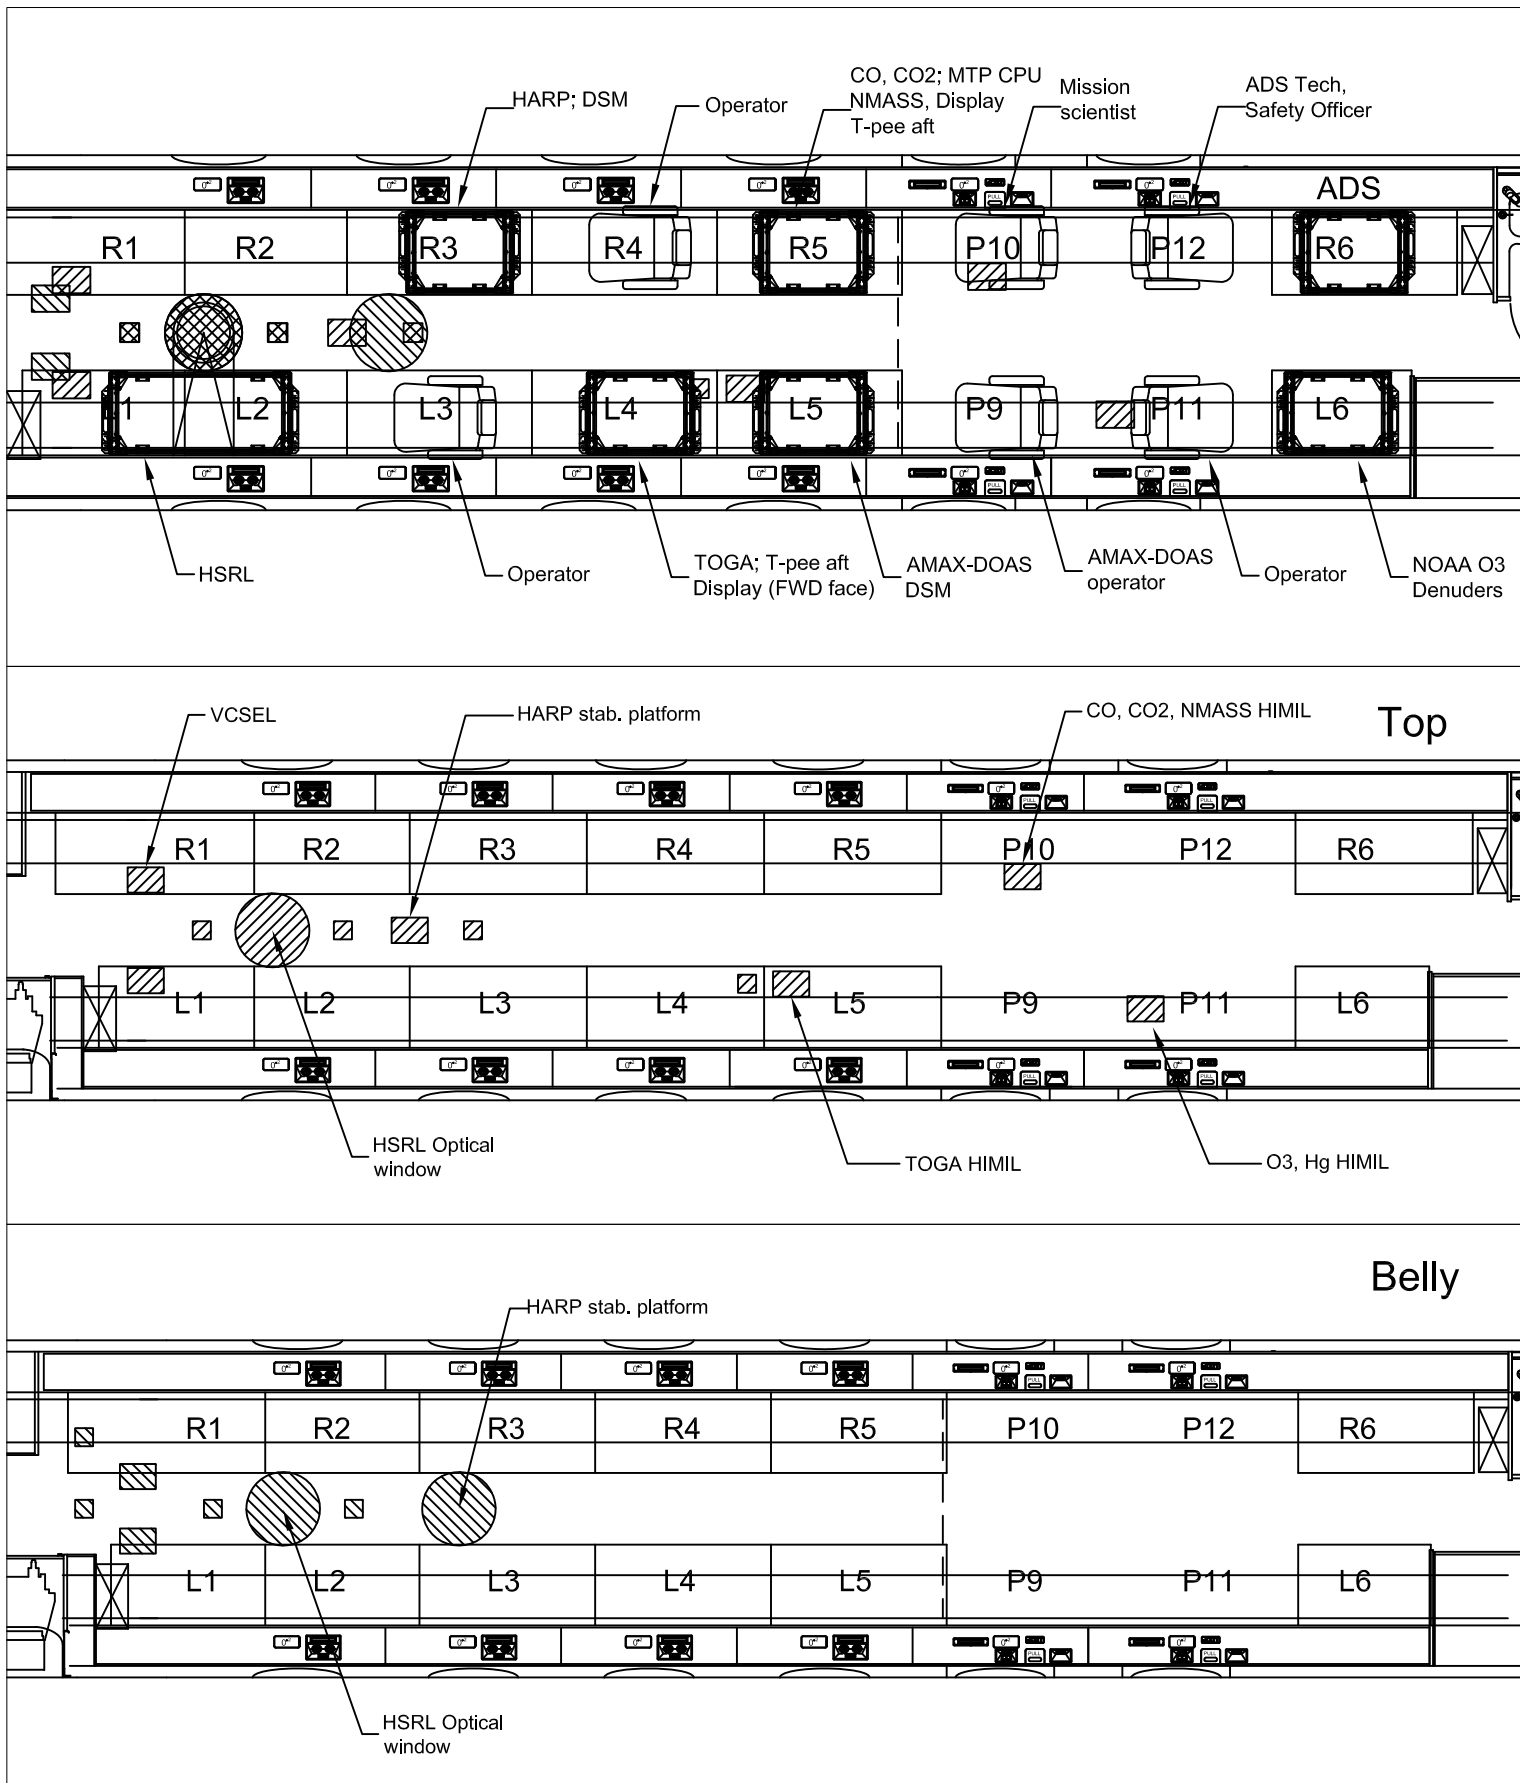 HARP; DSM
Operator
CO, CO2; MTP CPU
NMASS, Display
T-pee aft
Mission
scientist
ADS Tech,
Safety Officer
ADS
R1
R2
R3
R4
R5
P10
P12
R6
1
L2
L3
L4
L5
P9
P11
L6
HSRL
Operator
TOGA; T-pee aft
Display (FWD face)
AMAX-DOAS
DSM
AMAX-DOAS
operator
Operator
NOAA O3
Denuders
VCSEL
HARP stab. platform
CO, CO2, NMASS HIMIL
Top
R1
R2
R3
R4
R5
P10
P12
R6
L1
L2
L3
L4
L5
P9
P11
L6
HSRL Optical
window
TOGA HIMIL
O3, Hg HIMIL
Belly
HARP stab. platform
R1
R2
R3
R4
R5
P10
P12
R6
L1
L2
L3
L4
L5
P9
P11
L6
HSRL Optical
window